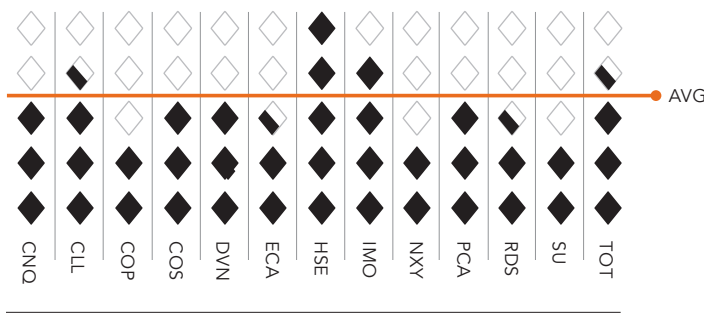 AVG
CNQ
CLL
COP
COS
DVN
ECA
HSE
IMO
NXY
PCA
RDS
SU
TOT